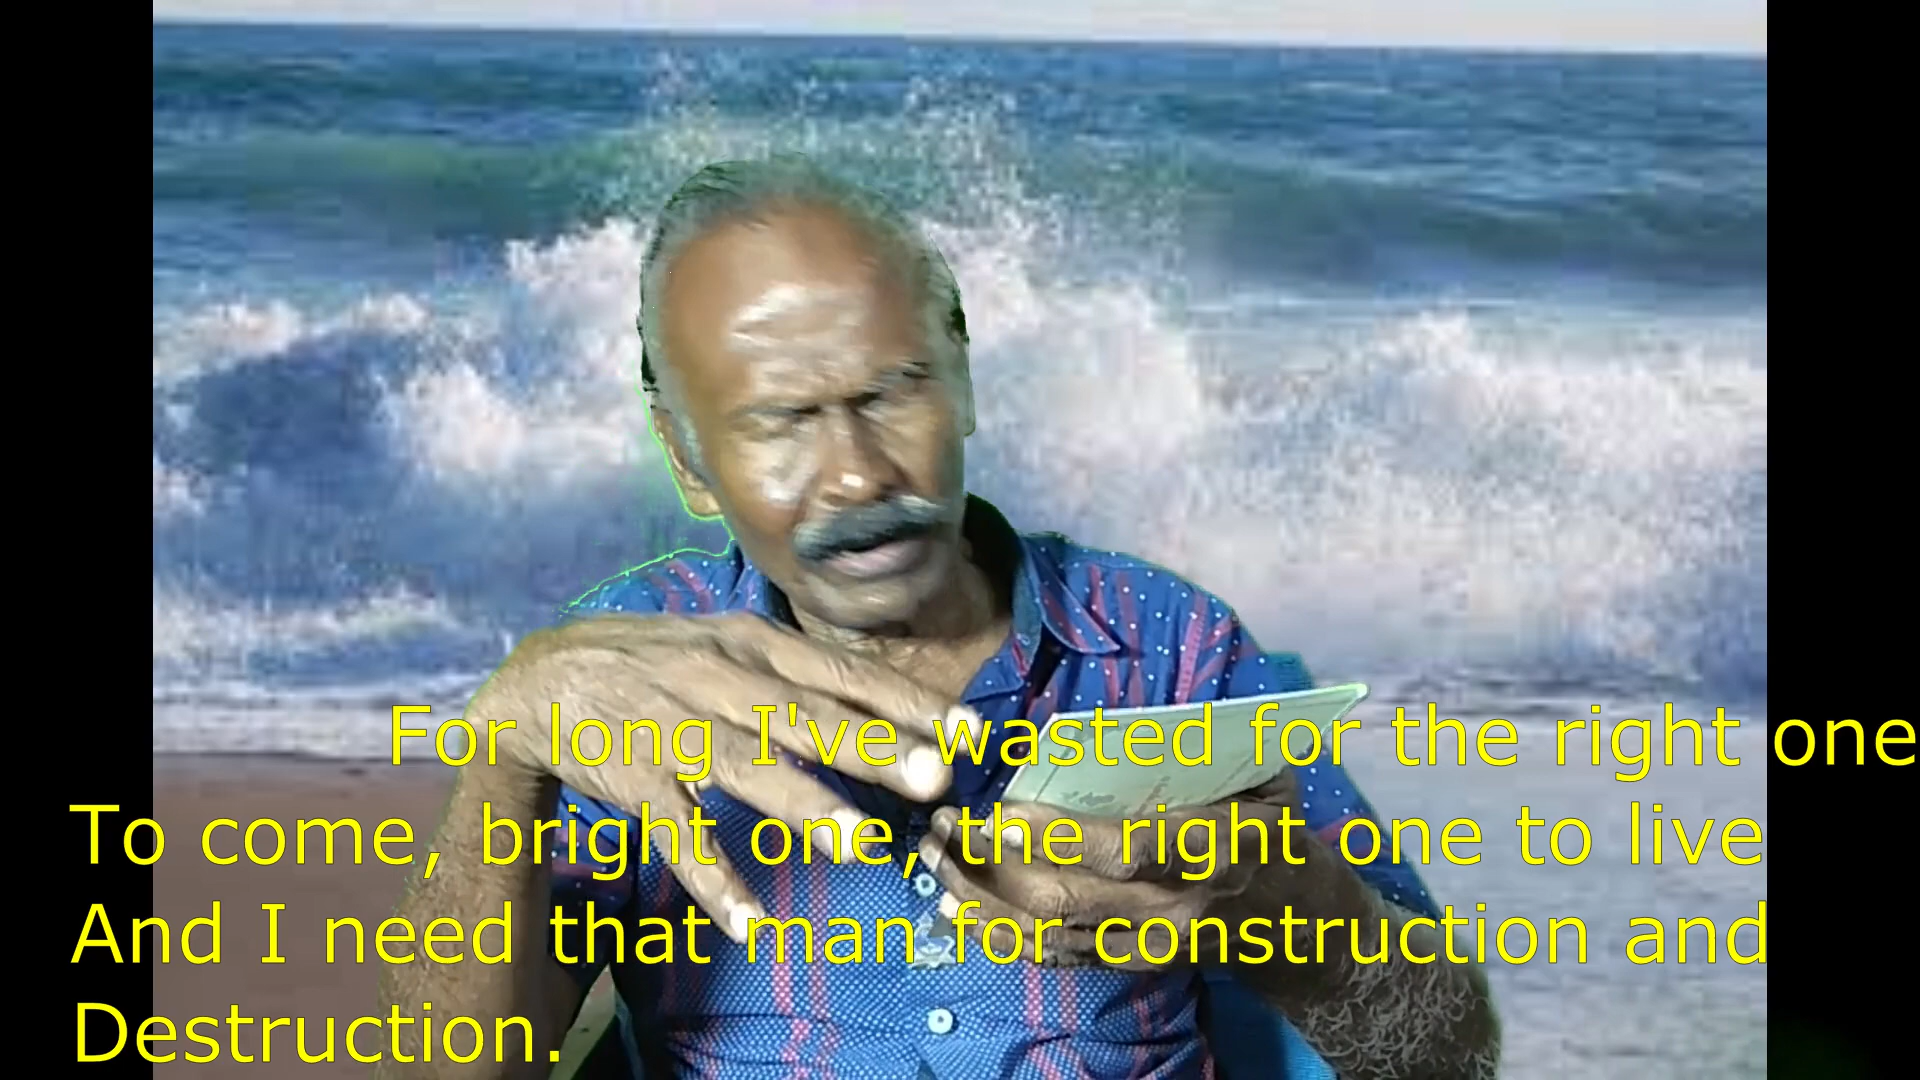 For long I've wasted for the right one
To come, bright one, the right one to live
And I need that man for construction and
Destruction.